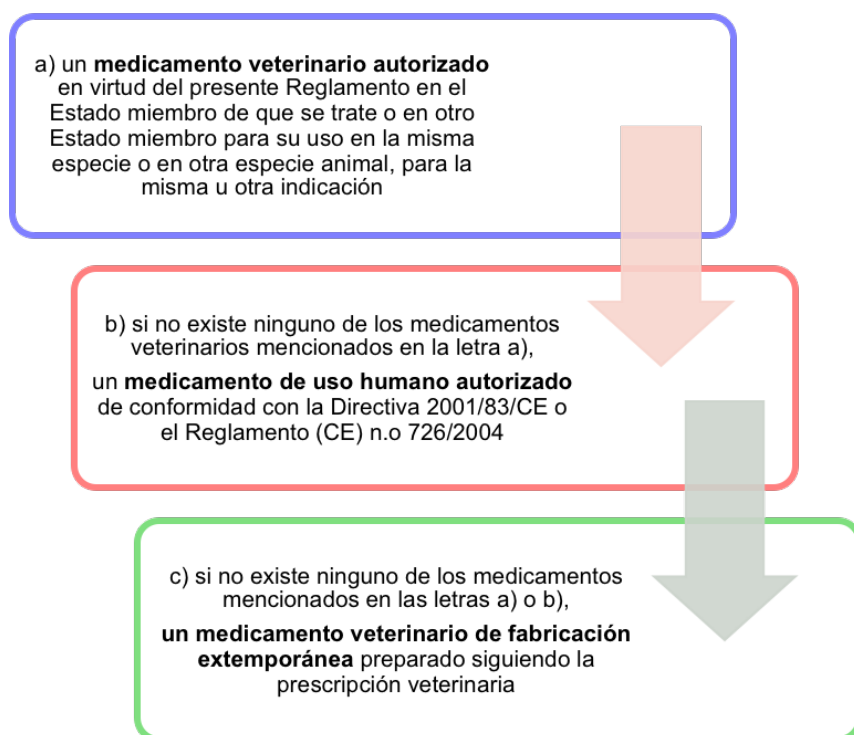 a) un medicamento veterinario autorizado
en virtud del presente Reglamento en el
Estado miembro de que se trate o en otro
Estado miembro para su uso en la misma
especie o en otra especie animal, para la
misma u otra indicación
b) si no existe ninguno de los medicamentos
veterinarios mencionados en la letra a),
un medicamento de uso humano autorizado
de conformidad con la Directiva 2001/83/CE o
el Reglamento (CE) n.o 726/2004
c) si no existe ninguno de los medicamentos
mencionados en las letras a) o b),
un medicamento veterinario de fabricación
extemporánea preparado siguiendo la
prescripción veterinaria